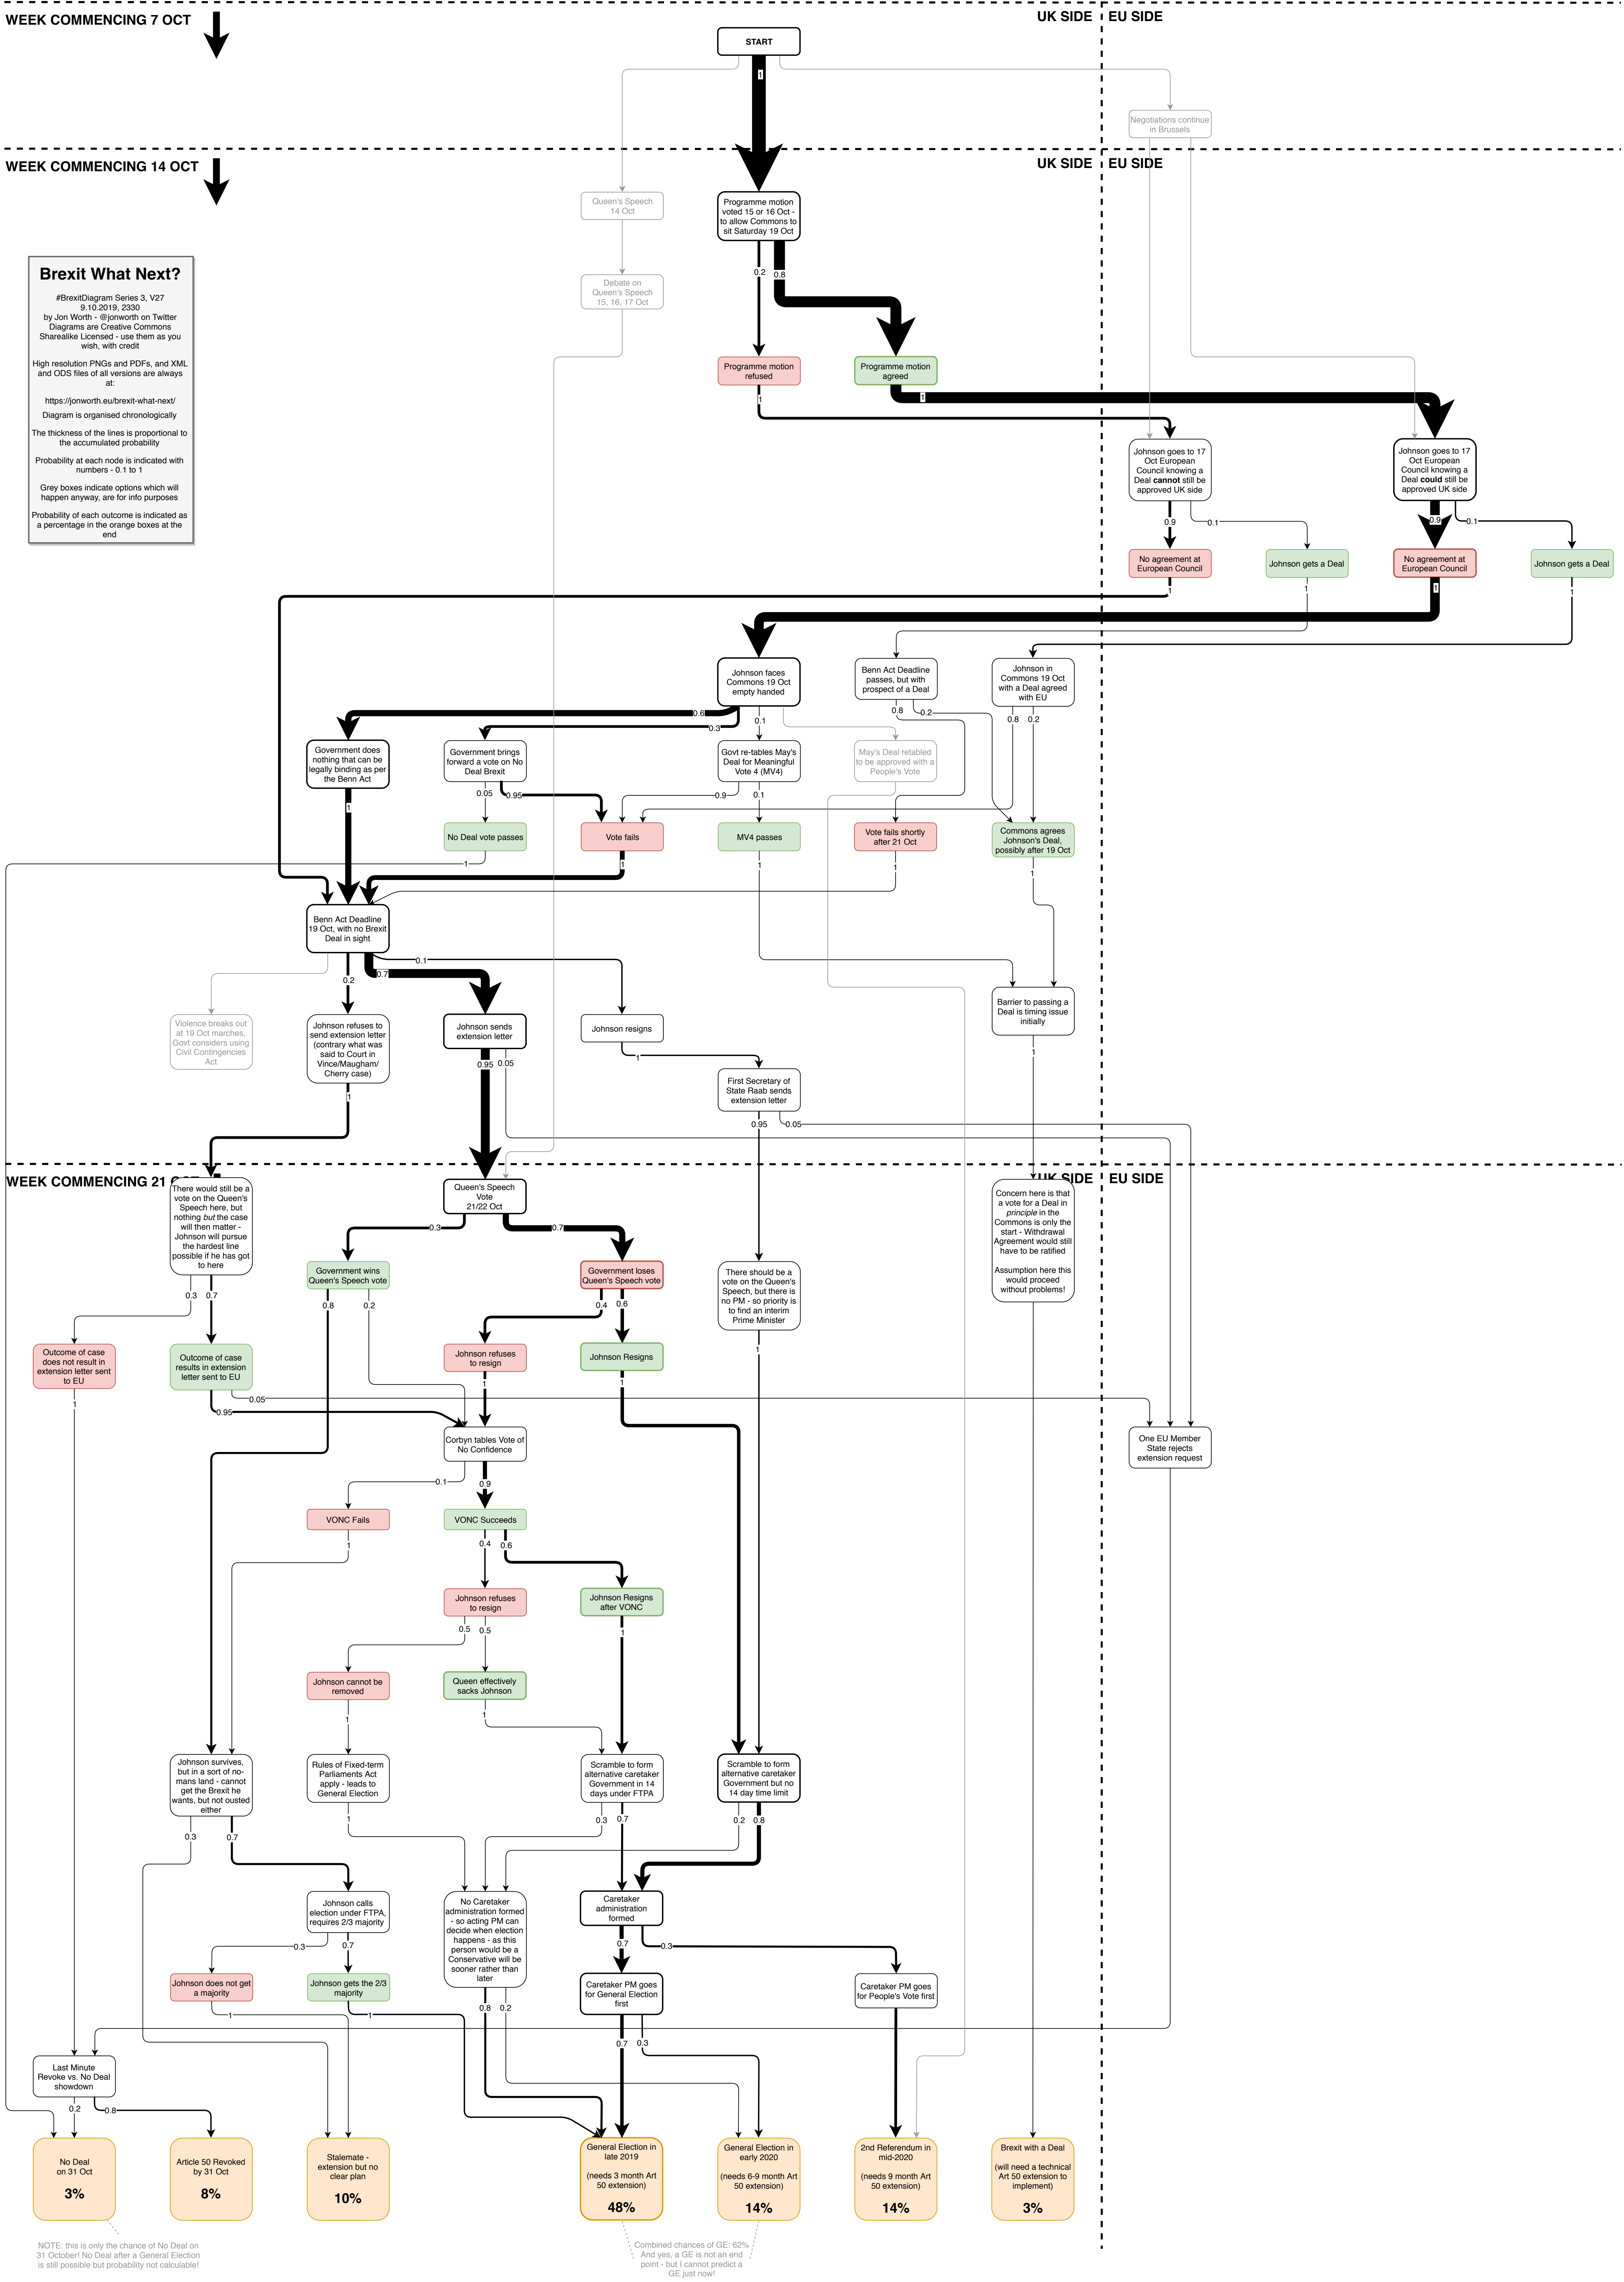 WEEK COMMENCING 7 OCT
UK SIDE
EU SIDE
START
1
Negotiations continue
in Brussels
WEEK COMMENCING 14 OCT
UK SIDE
EU SIDE
Queen's Speech
14 Oct
Programme motion
voted 15 or 16 Oct -
to allow Commons to
sit Saturday 19 Oct
Brexit What Next?
#BrexitDiagram Series 3, V27
9.10.2019, 2330
by Jon Worth - @jonworth on Twitter
Diagrams are Creative Commons
Sharealike Licensed - use them as you
wish, with credit
High resolution PNGs and PDFs, and XML
and ODS files of all versions are always
at:
https://jonworth.eu/brexit-what-next/
Diagram is organised chronologically
The thickness of the lines is proportional to
the accumulated probability
Probability at each node is indicated with
numbers - 0.1 to 1
Grey boxes indicate options which will
happen anyway, are for info purposes
Probability of each outcome is indicated as
a percentage in the orange boxes at the
end
0.2
0.8
Debate on
Queen's Speech
15, 16, 17 Oct
Programme motion
refused
Programme motion
agreed
1
1
Johnson goes to 17
Oct European
Council knowing a
Deal cannot still be
approved UK side
Johnson goes to 17
Oct European
Council knowing a
Deal could still be
approved UK side
0.9
0.1
0.9
0.1
No agreement at
European Council
Johnson gets a Deal
No agreement at
European Council
Johnson gets a Deal
1
1
1
1
Johnson faces
Commons 19 Oct
empty handed
Benn Act Deadline
passes, but with
prospect of a Deal
Johnson in
Commons 19 Oct
with a Deal agreed
with EU
0.6
0.3
0.1
0.8
0.2
0.8
0.2
Government does
nothing that can be
legally binding as per
the Benn Act
Government brings
forward a vote on No
Deal Brexit
Govt re-tables May's
Deal for Meaningful
Vote 4 (MV4)
May's Deal retabled
to be approved with a
People's Vote
1
0.05
0.95
0.9
0.1
No Deal vote passes
Vote fails
MV4 passes
Vote fails shortly
after 21 Oct
Commons agrees
Johnson's Deal,
possibly after 19 Oct
1
1
1
1
1
Benn Act Deadline
19 Oct, with no Brexit
Deal in sight
0.2
0.7
0.1
Violence breaks out
at 19 Oct marches,
Govt considers using
Civil Contingencies
Act
Johnson refuses to
send extension letter
(contrary what was
said to Court in
Vince/Maugham/
Cherry case)
Johnson sends
extension letter
Johnson resigns
Barrier to passing a
Deal is timing issue
initially
1
0.95
0.05
1
1
First Secretary of
State Raab sends
extension letter
0.95
0.05
WEEK COMMENCING 21
UK SIDE
EU SIDE
There would still be a
vote on the Queen's
Speech here, but
nothing but the case
will then matter -
Johnson will pursue
the hardest line
possible if he has got
to here
Queen's Speech
Vote
21/22 Oct
Concern here is that
a vote for a Deal in
principle in the
Commons is only the
start - Withdrawal
Agreement would still
have to be ratified
Assumption here this
would proceed
without problems!
0.3
0.7
Government wins
Queen's Speech vote
Government loses
Queen's Speech vote
There should be a
vote on the Queen's
Speech, but there is
no PM - so priority is
to find an interim
Prime Minister
0.3
0.7
0.8
0.2
0.4
0.6
1
Outcome of case
does not result in
extension letter sent
to EU
Outcome of case
results in extension
letter sent to EU
Johnson refuses
to resign
Johnson Resigns
1
0.95
0.05
1
1
Corbyn tables Vote of
No Confidence
One EU Member
State rejects
extension request
0.1
0.9
VONC Fails
VONC Succeeds
1
0.4
0.6
Johnson refuses
to resign
Johnson Resigns
after VONC
0.5
0.5
1
Johnson cannot be
removed
Queen effectively
sacks Johnson
1
1
Johnson survives,
but in a sort of no-
mans land - cannot
get the Brexit he
wants, but not ousted
either
Rules of Fixed-term
Parliaments Act
apply - leads to
General Election
Scramble to form
alternative caretaker
Government in 14
days under FTPA
Scramble to form
alternative caretaker
Government but no
14 day time limit
0.3
0.7
1
0.3
0.7
0.2
0.8
Johnson calls
election under FTPA,
requires 2/3 majority
No Caretaker
administration formed
- so acting PM can
decide when election
happens - as this
person would be a
Conservative will be
sooner rather than
later
Caretaker
administration
formed
0.3
0.7
0.7
0.3
Johnson does not get
a majority
Johnson gets the 2/3
majority
Caretaker PM goes
for General Election
first
Caretaker PM goes
for People's Vote first
1
1
0.8
0.2
0.7
0.3
Last Minute
Revoke vs. No Deal
showdown
0.2
0.8
No Deal
on 31 Oct
3%
Article 50 Revoked
by 31 Oct
8%
Stalemate -
extension but no
clear plan
10%
General Election in
late 2019
(needs 3 month Art
50 extension)
48%
General Election in
early 2020
(needs 6-9 month Art
50 extension)
14%
2nd Referendum in
mid-2020
(needs 9 month Art
50 extension)
14%
Brexit with a Deal
(will need a technical
Art 50 extension to
implement)
3%
NOTE: this is only the chance of No Deal on
31 October! No Deal after a General Election
is still possible but probability not calculable!
Combined chances of GE: 62%
And yes, a GE is not an end
point - but I cannot predict a
GE just now!